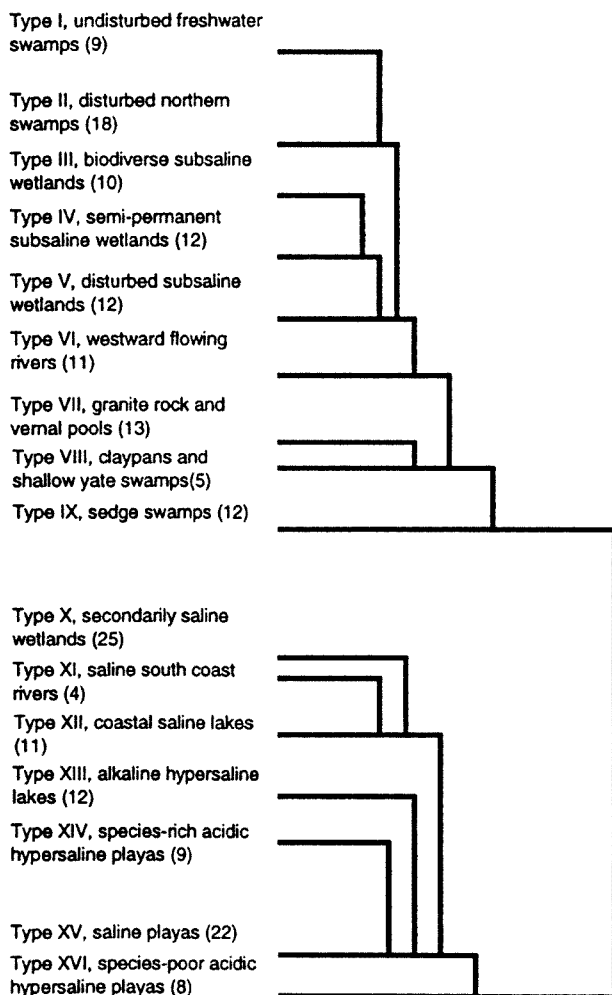 Type I, undisturbed freshwater
swamps (9)
Type II, disturbed northern
swamps (18)
Type III, biodiverse subsaline
wetlands (10)
Type IV, semi-permanent
subsaline wetlands (12)
Type V, disturbed subsaline
wetlands (12)
Type VI, westward flowing
rivers (11)
Type VII, granite rock and
vernal pools (13)
Type VIII, claypans and
shallow yate swamps(5)
Type IX, sedge swamps (12)
Type X, secondarily saline
wetlands (25)
Type XI, saline south coast
rivers (4)
Type XII, coastal saline lakes
(11)
Type XIII, alkaline hypersaline
lakes (12)
Type XIV, species-rich acidic
hypersaline playas (9)
Type XV, saline playas (22)
Type XVI, species-poor acidic
hypersaline playas (8)